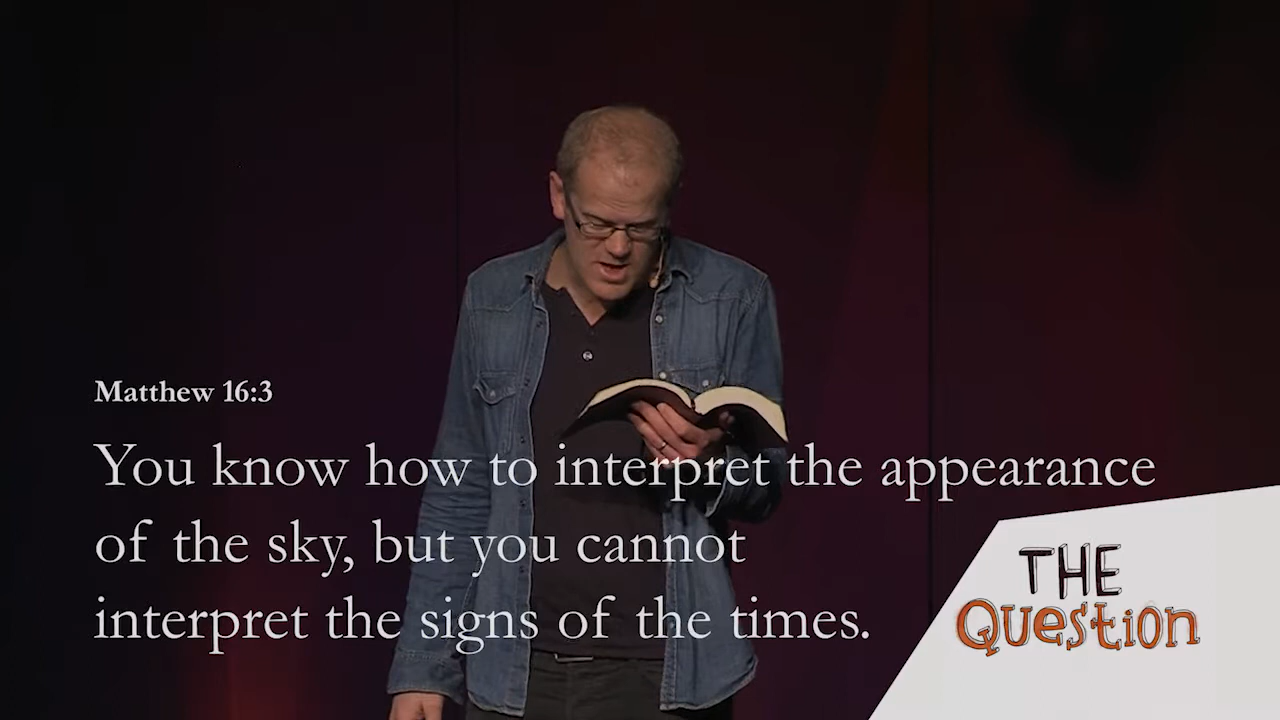 Matthew 16:3
You know how to interpret the appearance
of the sky, but you cannot
interpret the signs of the times.
THE
Question